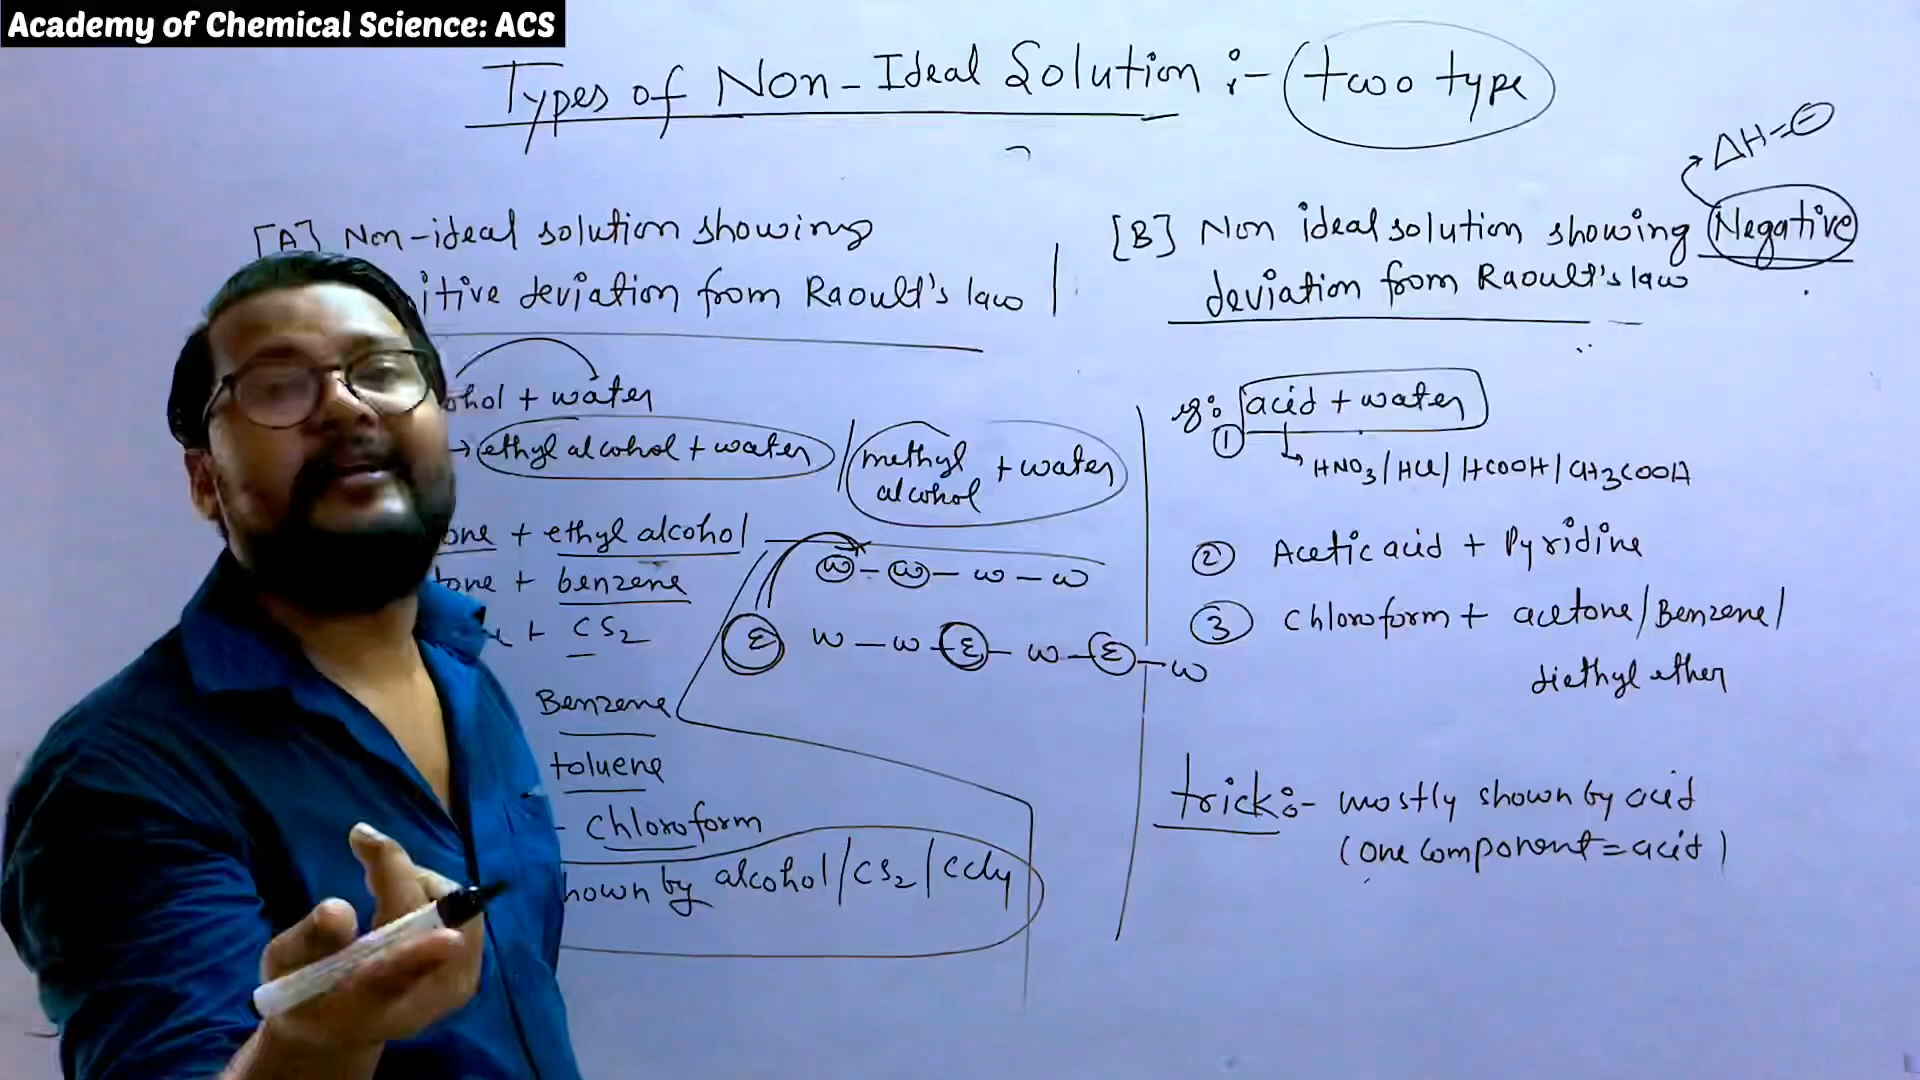 Academy of Chemical Science: ACS
Types of Non-Ideal Solution :- two type
ΔH=⊖
[A] Non-ideal solution showing
itive deviation from Raoult's law
ohol + water
→ ethyl alcohol + water / methyl alcohol + water
one + ethyl alcohol
tone + benzene
+ CS2
Benzene
toluene
- chloroform
hown by alcohol/CS2/CCl4
w - w - w - w
E w - w - E - w - E - w
[B] Non ideal solution showing Negative
deviation from Raoult's law
eg: acid + water
① HNO3/HCl/HCOOH/CH3COOH
② Acetic acid + Pyridine
③ Chloroform + acetone/Benzene/
diethyl ether
trick:- mostly shown by acid
(one component = acid)